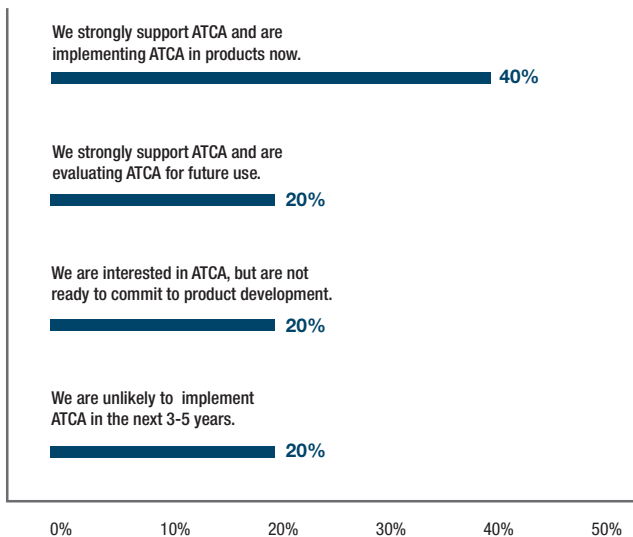 We strongly support ATCA and are
implementing ATCA in products now.
40%
We strongly support ATCA and are
evaluating ATCA for future use.
20%
We are interested in ATCA, but are not
ready to commit to product development.
20%
We are unlikely to  implement
ATCA in the next 3-5 years.
20%
0% 10% 20% 30% 40% 50%